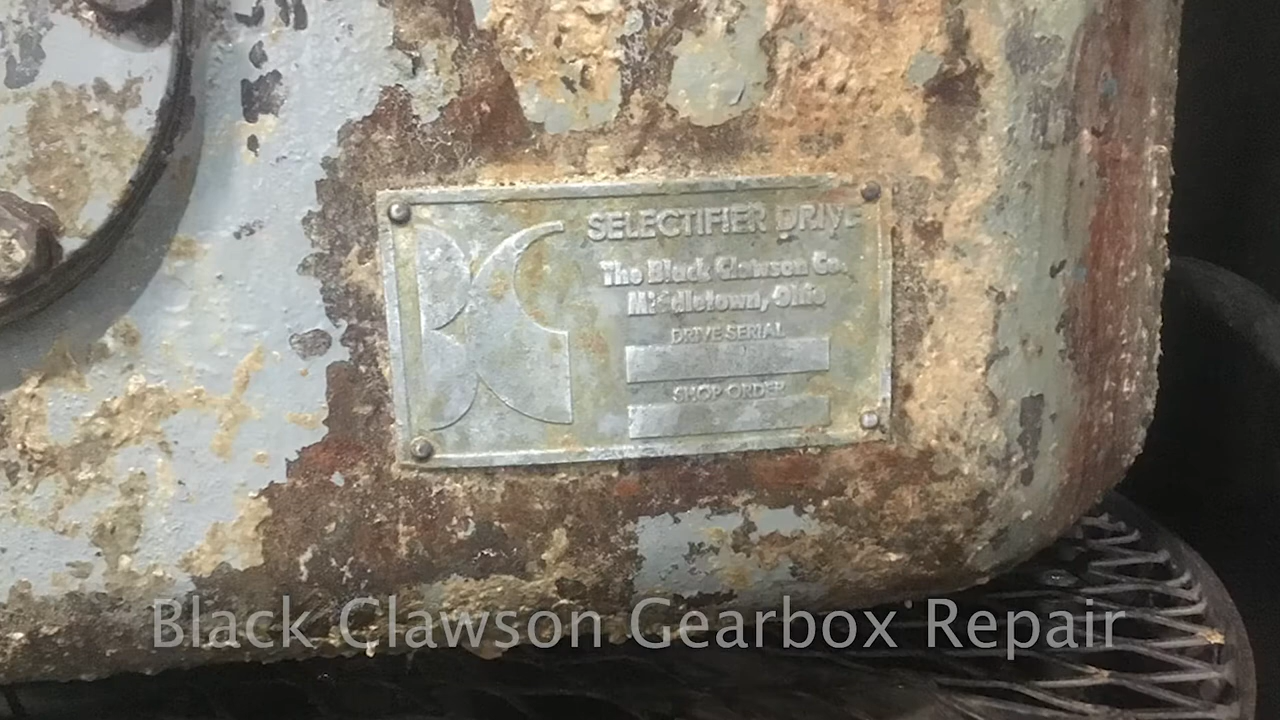 SELECTIFIER DRIVE
The Black Clawson Co.
Middletown, Ohio
DRIVE SERIAL
SHOP ORDER
Black Clawson Gearbox Repair